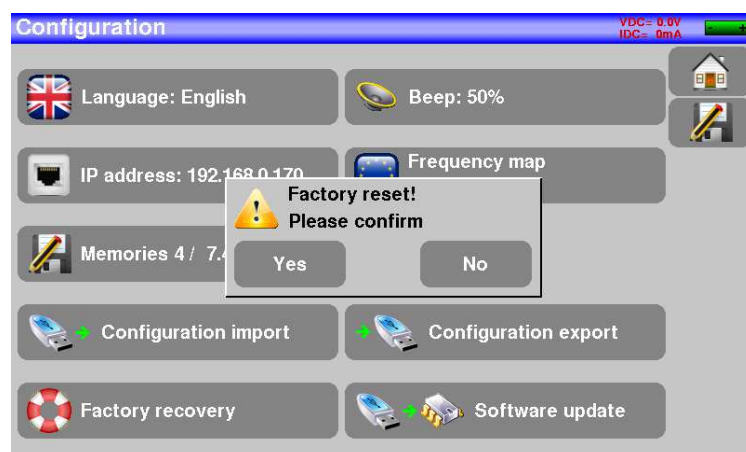 Configuration
VDC= 0.0V
IDC= 0mA
Language: English
Beep: 50%
IP address: 192.168.0.170
Frequency map
Factory reset!
Please confirm
Memories 4 / 7.4
Yes
No
Configuration import
Configuration export
Factory recovery
Software update